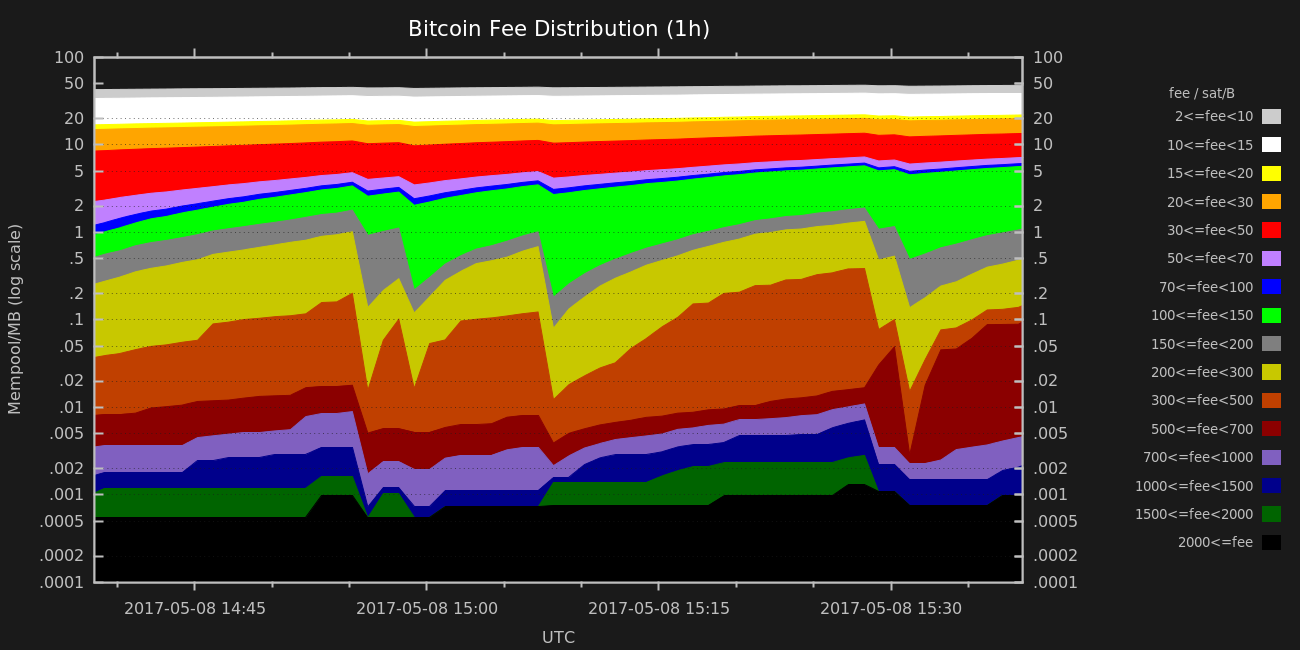 Bitcoin Fee Distribution (1h)
Mempool/MB (log scale)
100
50
20
10
5
2
1
.5
.2
.1
.05
.02
.01
.005
.002
.001
.0005
.0002
.0001
100
50
20
10
5
2
1
.5
.2
.1
.05
.02
.01
.005
.002
.001
.0005
.0002
.0001
2017-05-08 14:45
2017-05-08 15:00
2017-05-08 15:15
2017-05-08 15:30
UTC
fee / sat/B
2<=fee<10
10<=fee<15
15<=fee<20
20<=fee<30
30<=fee<50
50<=fee<70
70<=fee<100
100<=fee<150
150<=fee<200
200<=fee<300
300<=fee<500
500<=fee<700
700<=fee<1000
1000<=fee<1500
1500<=fee<2000
2000<=fee